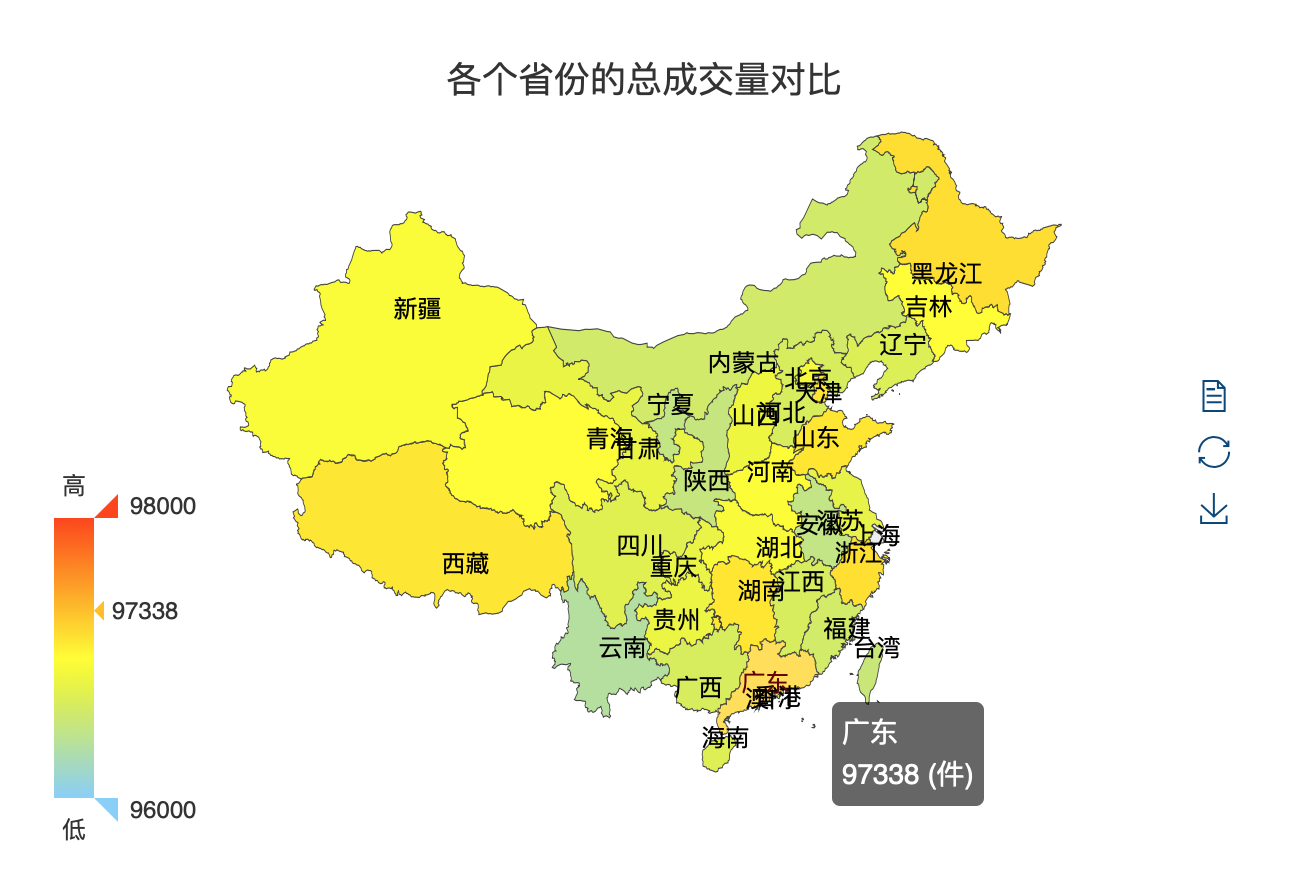 各个省份的总成交量对比
黑龙江
吉林
新疆
辽宁
内蒙古
北京
天津
宁夏
山西
河北
青海
甘肃
山东
河南
陕西
高
98000
安徽
江苏
上海
四川
湖北
浙江
重庆
西藏
湖南
江西
97338
贵州
福建
云南
台湾
广西
广东
澳门
香港
海南
广东
97338 (件)
96000
低